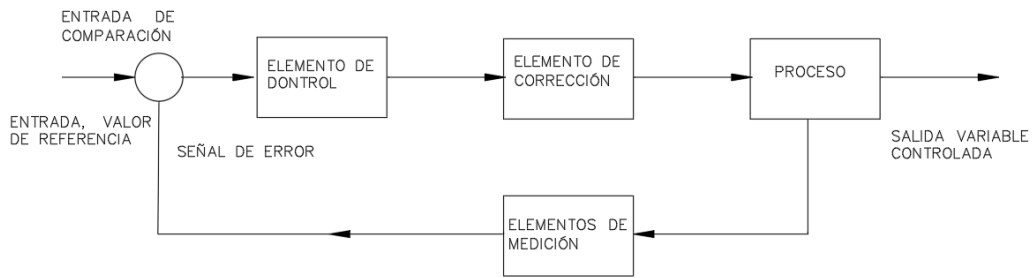 ENTRADA DE
COMPARACIÓN
ELEMENTO DE
DONTROL
ELEMENTO DE
CORRECCIÓN
PROCESO
ENTRADA, VALOR
DE REFERENCIA
SEÑAL DE ERROR
SALIDA VARIABLE
CONTROLADA
ELEMENTOS DE
MEDICIÓN